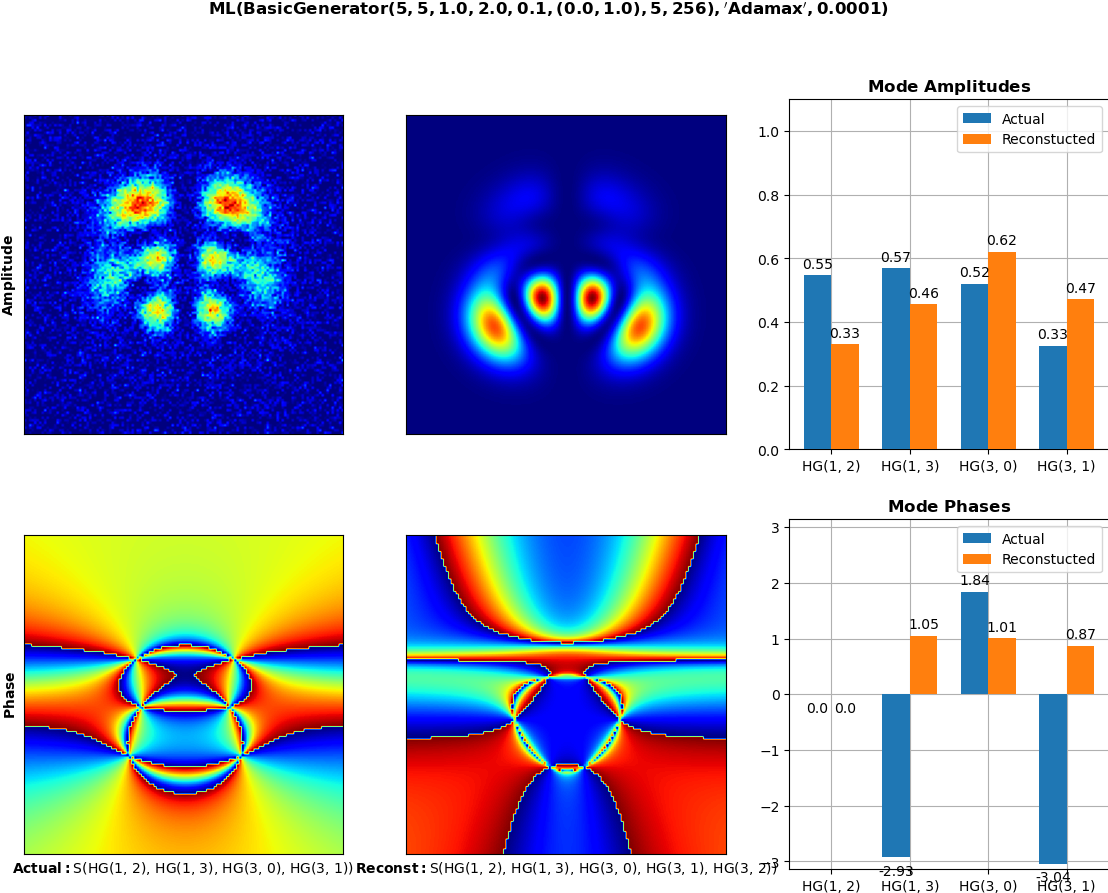 ML(BasicGenerator(5, 5, 1.0, 2.0, 0.1, (0.0, 1.0), 5, 256), 'Adamax', 0.0001)
Mode Amplitudes
Amplitude
1.0
0.8
0.6
0.4
0.2
0.0
Actual
Reconstucted
0.55
0.33
0.57
0.46
0.52
0.62
0.33
0.47
HG(1, 2)
HG(1, 3)
HG(3, 0)
HG(3, 1)
Mode Phases
Phase
3
2
1
0
−1
−2
−3
Actual
Reconstucted
0.0
0.0
-2.93
1.05
1.84
1.01
-3.04
0.87
HG(1, 2)
HG(1, 3)
HG(3, 0)
HG(3, 1)
Actual: S(HG(1, 2), HG(1, 3), HG(3, 0), HG(3, 1))
Reconst: S(HG(1, 2), HG(1, 3), HG(3, 0), HG(3, 1), HG(3, 2))